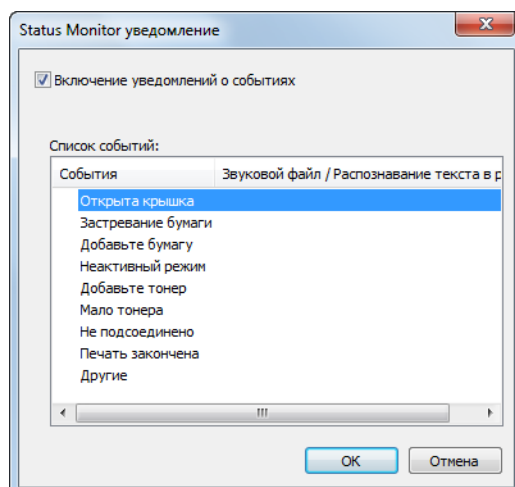 Status Monitor уведомление
Включение уведомлений о событиях
Список событий:
События Звуковой файл / Распознавание текста в р
Открыта крышка
Застревание бумаги
Добавьте бумагу
Неактивный режим
Добавьте тонер
Мало тонера
Не подсоединено
Печать закончена
Другие
OK Отмена